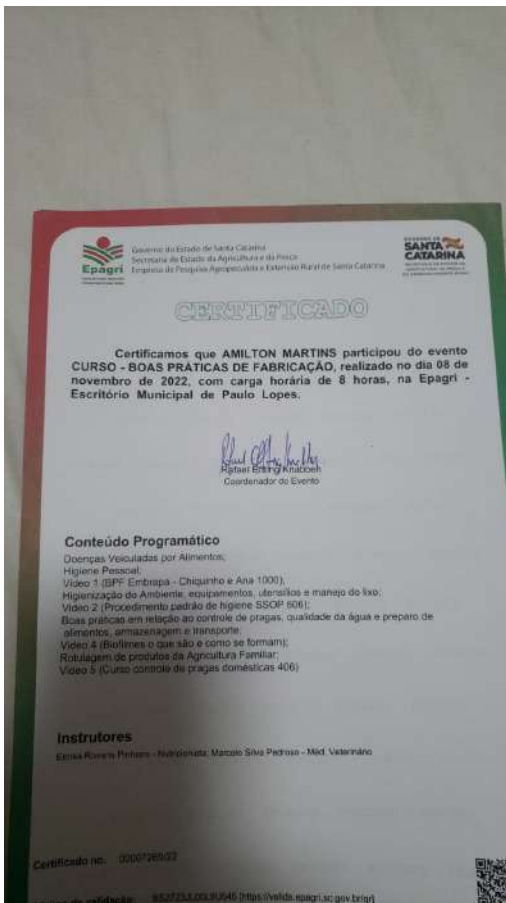 Epagri
Governo do Estado de Santa Catarina
Secretaria de Estado da Agricultura e da Pesca
Empresa de Pesquisa Agropecuária e Extensão Rural de Santa Catarina
GOVERNO DE
SANTA
CATARINA
CERTIFICADO
Certificamos que AMILTON MARTINS participou do evento
CURSO - BOAS PRÁTICAS DE FABRICAÇÃO, realizado no dia 08 de
novembro de 2022, com carga horária de 8 horas, na Epagri -
Escritório Municipal de Paulo Lopes.
Rafael
Coordenador do Evento
Conteúdo Programático
Doenças Veiculadas por Alimentos;
Higiene Pessoal;
Vídeo 1 (BPF Embrapa - Chiquinho e Ana 1000);
Higienização do Ambiente, equipamentos, utensílios e manejo do lixo;
Vídeo 2 (Procedimento padrão de higiene SSOP 606);
Boas práticas em relação ao controle de pragas, qualidade da água e preparo de
alimentos, armazenagem e transporte;
Vídeo 4 (Biofilmes o que são e como se formam);
Rotulagem de produtos da Agricultura Familiar;
Vídeo 5 (Curso controle de pragas domésticas 406)
Instrutores
Pinheiro - Nutricionista; Marcelo Silva Pedroso - Méd. Veterinário
Certificado no.
validação: [https://valida.epagri.sc.gov.br/qr]